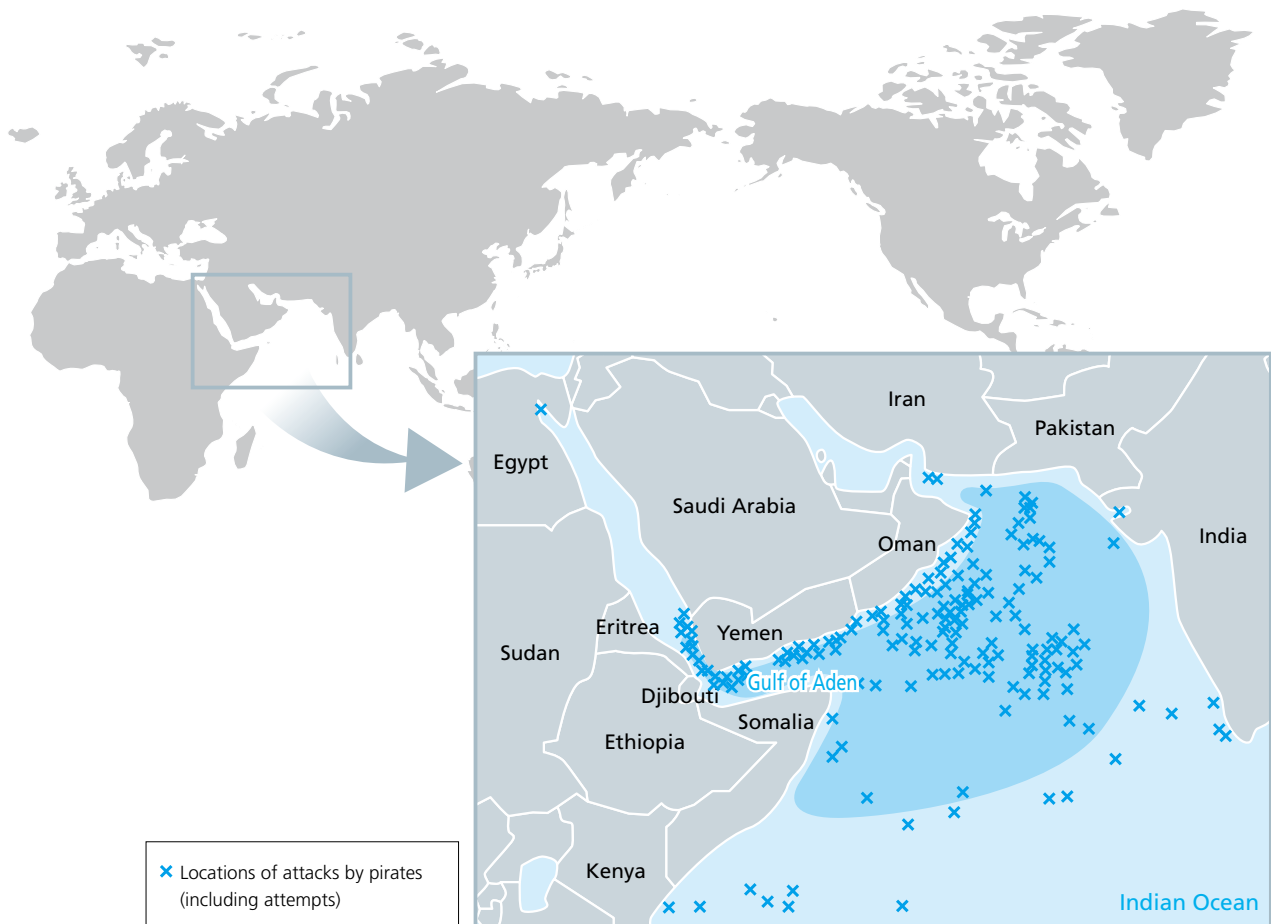 Iran
Pakistan
Egypt
Saudi Arabia
India
Oman
Eritrea
Yemen
Sudan
Gulf of Aden
Djibouti
Somalia
Ethiopia
Kenya
Locations of attacks by pirates
(including attempts)
Indian Ocean